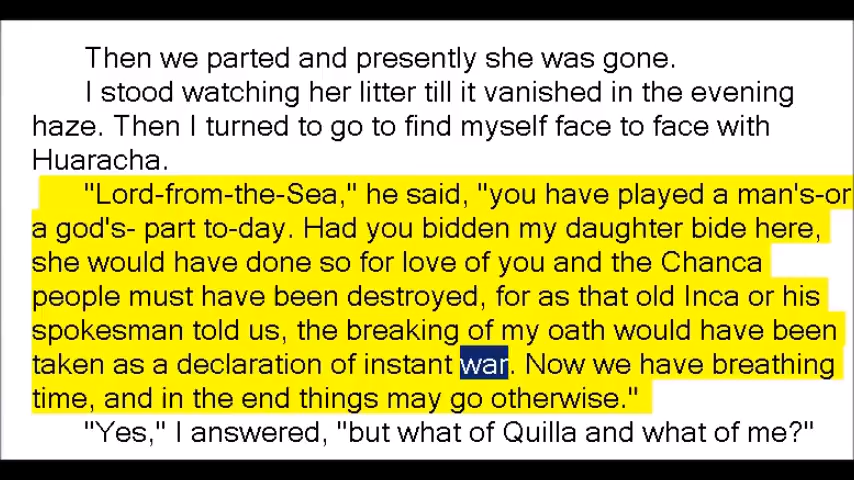 Then we parted and presently she was gone.
I stood watching her litter till it vanished in the evening
haze. Then I turned to go to find myself face to face with
Huaracha.
"Lord-from-the-Sea," he said, "you have played a man's-or
a god's- part to-day. Had you bidden my daughter bide here,
she would have done so for love of you and the Chanca
people must have been destroyed, for as that old Inca or his
spokesman told us, the breaking of my oath would have been
taken as a declaration of instant war. Now we have breathing
time, and in the end things may go otherwise."
"Yes," I answered, "but what of Quilla and what of me?"